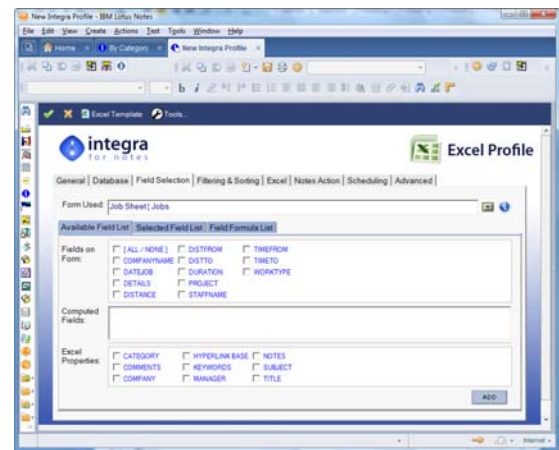 New Integra Profile - IBM Lotus Notes
File Edit View Create Actions Text Tools Window Help
Home By Category New Integra Profile
Excel Template Tools...
integra
for notes
Excel Profile
General | Database | Field Selection | Filtering & Sorting | Excel | Notes Action | Scheduling | Advanced |
Form Used: Job Sheet¦ Jobs
Available Field List Selected Field List Field Formula List
Fields on Form:
[ ALL / NONE ] DISTFROM TIMEFROM
COMPANYNAME DISTTO TIMETO
DATEJOB DURATION WORKTYPE
DETAILS PROJECT
DISTANCE STAFFNAME
Computed Fields:
Excel Properties:
CATEGORY HYPERLINK BASE NOTES
COMMENTS KEYWORDS SUBJECT
COMPANY MANAGER TITLE
ADD
Internet